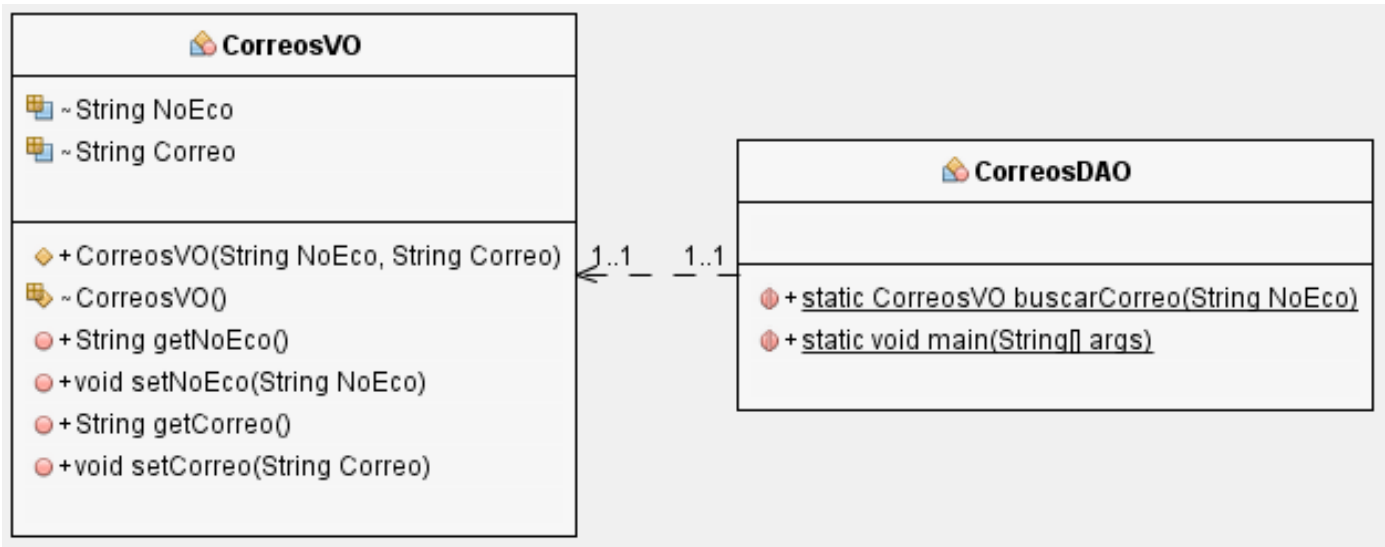 CorreosVO
~String NoEco
~String Correo
+CorreosVO(String NoEco, String Correo)
~CorreosVO()
+String getNoEco()
+void setNoEco(String NoEco)
+String getCorreo()
+void setCorreo(String Correo)
1..1 1..1
CorreosDAO
+static CorreosVO buscarCorreo(String NoEco)
+static void main(String[] args)